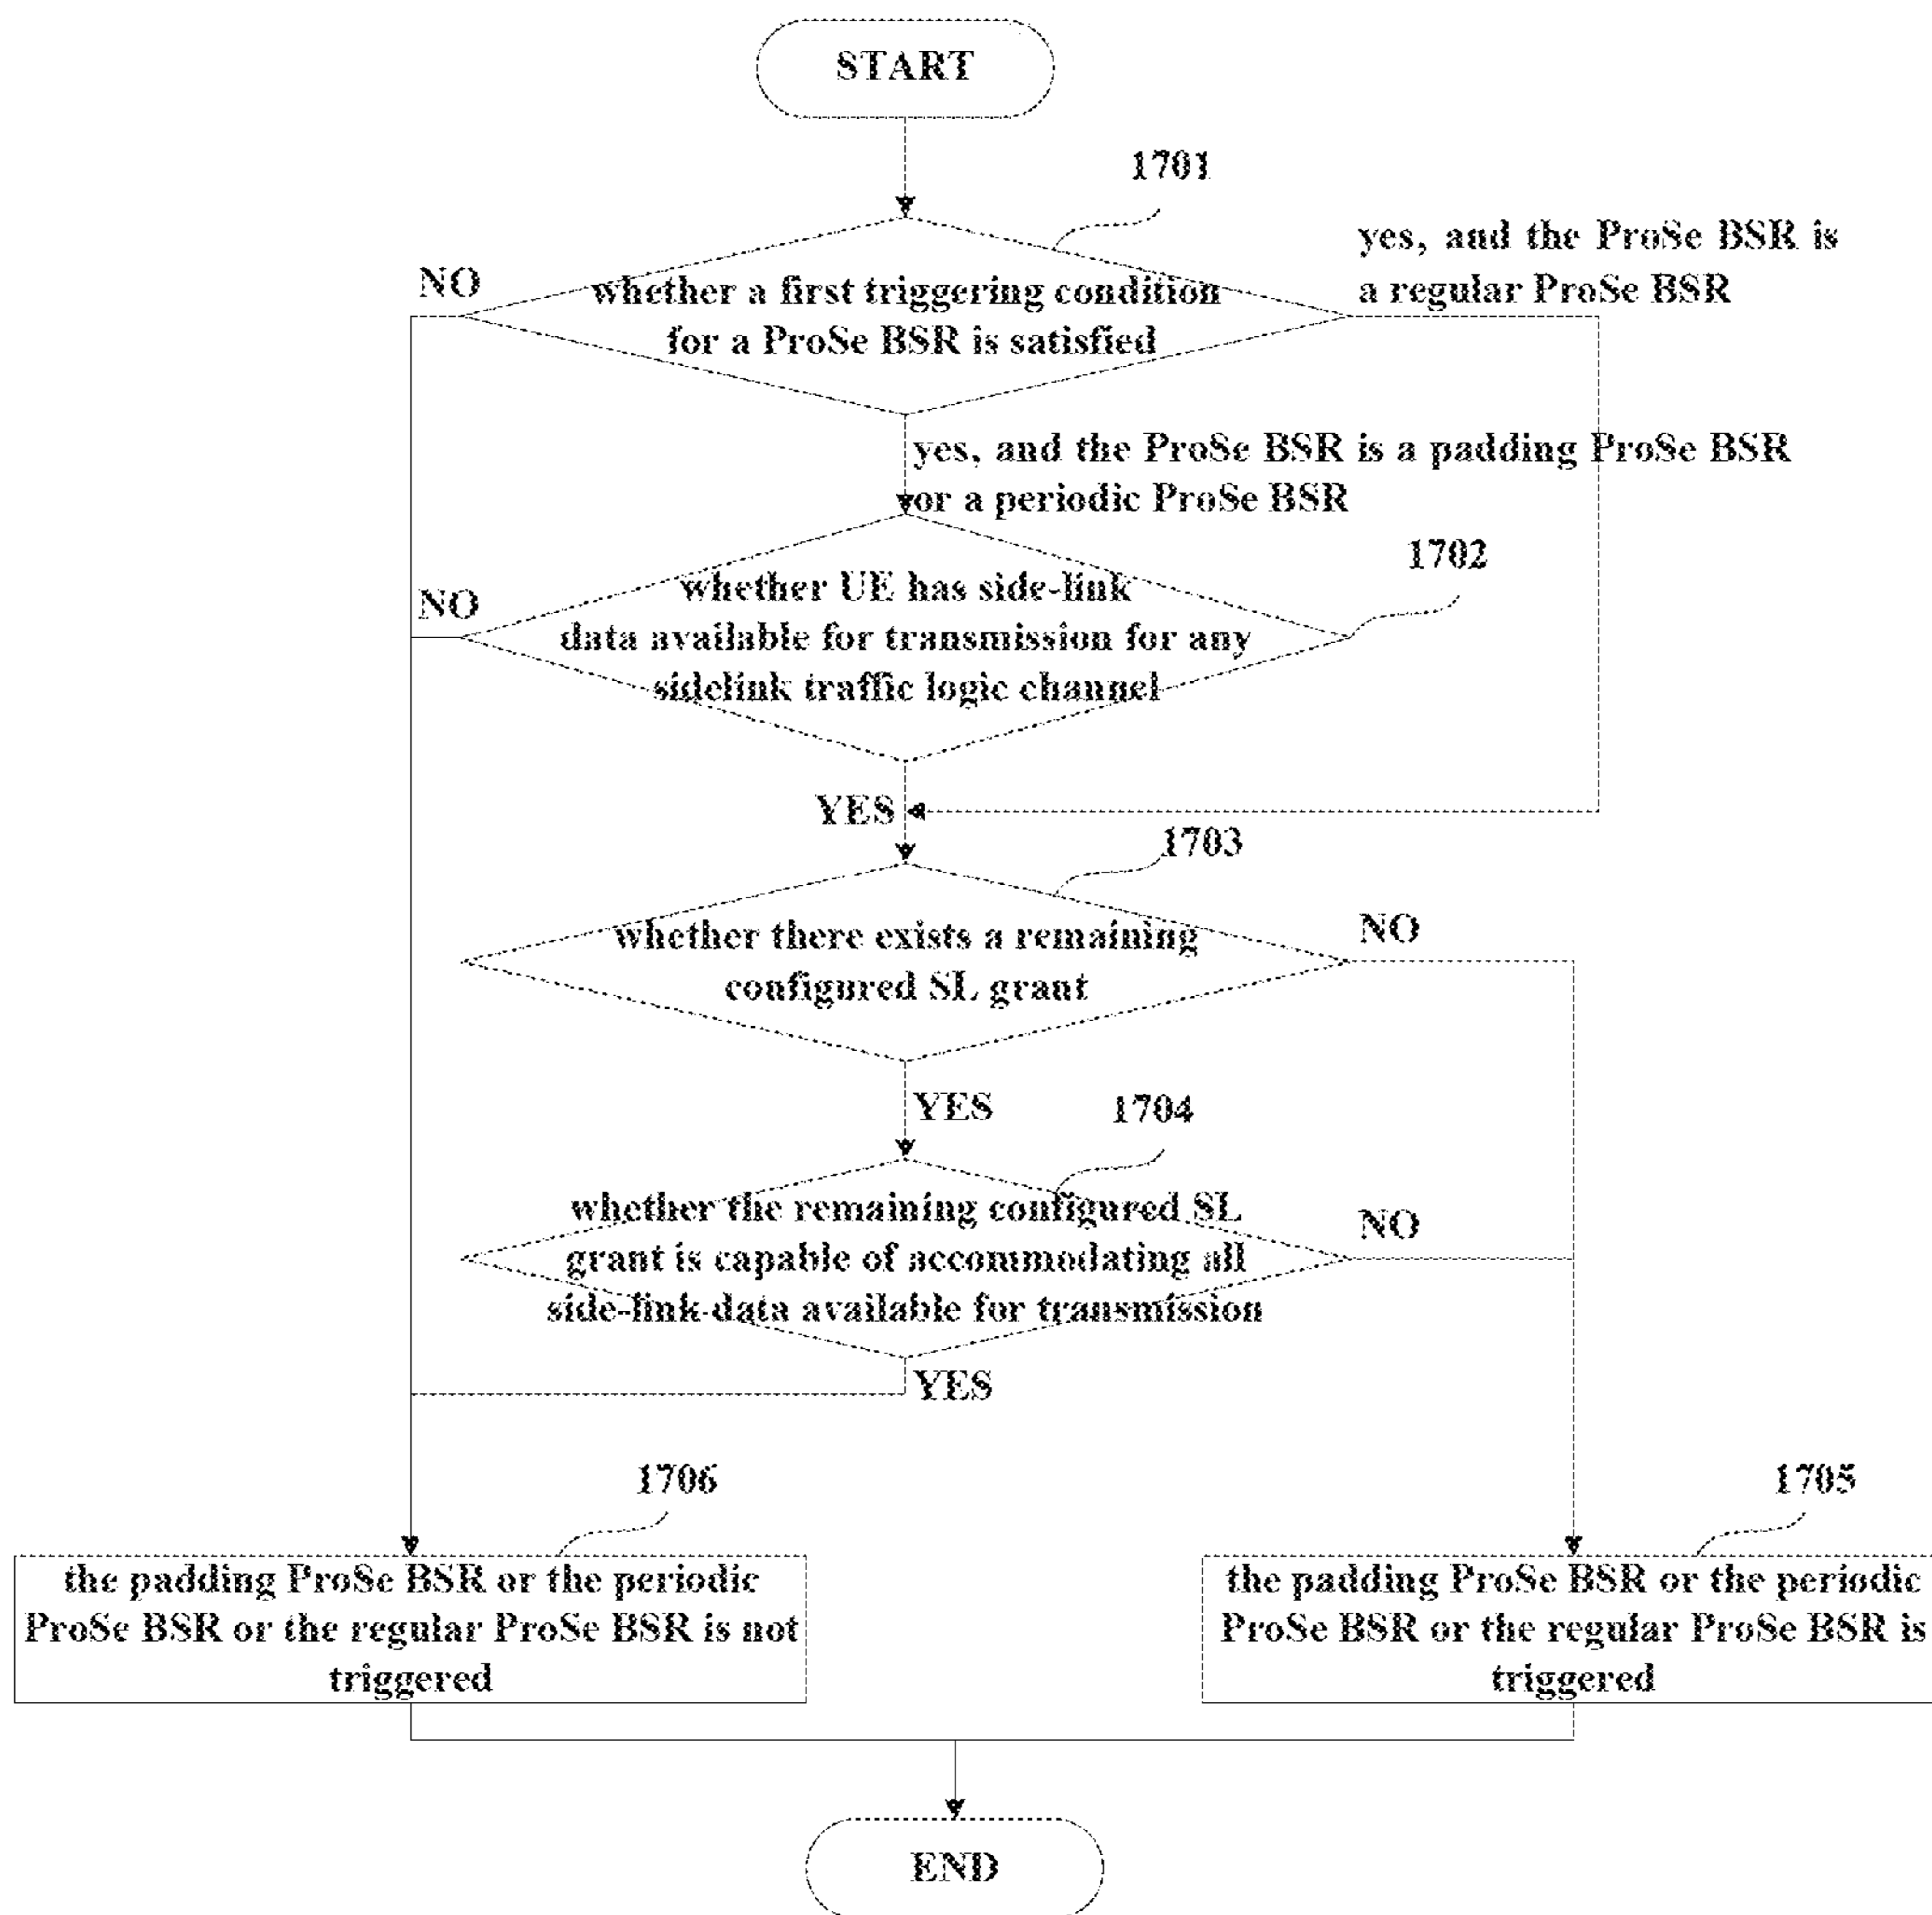 START
1701
yes, and the ProSe BSR is
a regular ProSe BSR
NO
whether a first triggering condition
for a ProSe BSR is satisfied
yes, and the ProSe BSR is a padding ProSe BSR
or a periodic ProSe BSR
1702
NO
whether UE has side-link
data available for transmission for any
sidelink traffic logic channel
YES
1703
NO
whether there exists a remaining
configured SL grant
YES
1704
whether the remaining configured SL
grant is capable of accommodating all
side-link data available for transmission
NO
YES
1706
1705
the padding ProSe BSR or the periodic
ProSe BSR or the regular ProSe BSR is not
triggered
the padding ProSe BSR or the periodic
ProSe BSR or the regular ProSe BSR is
triggered
END